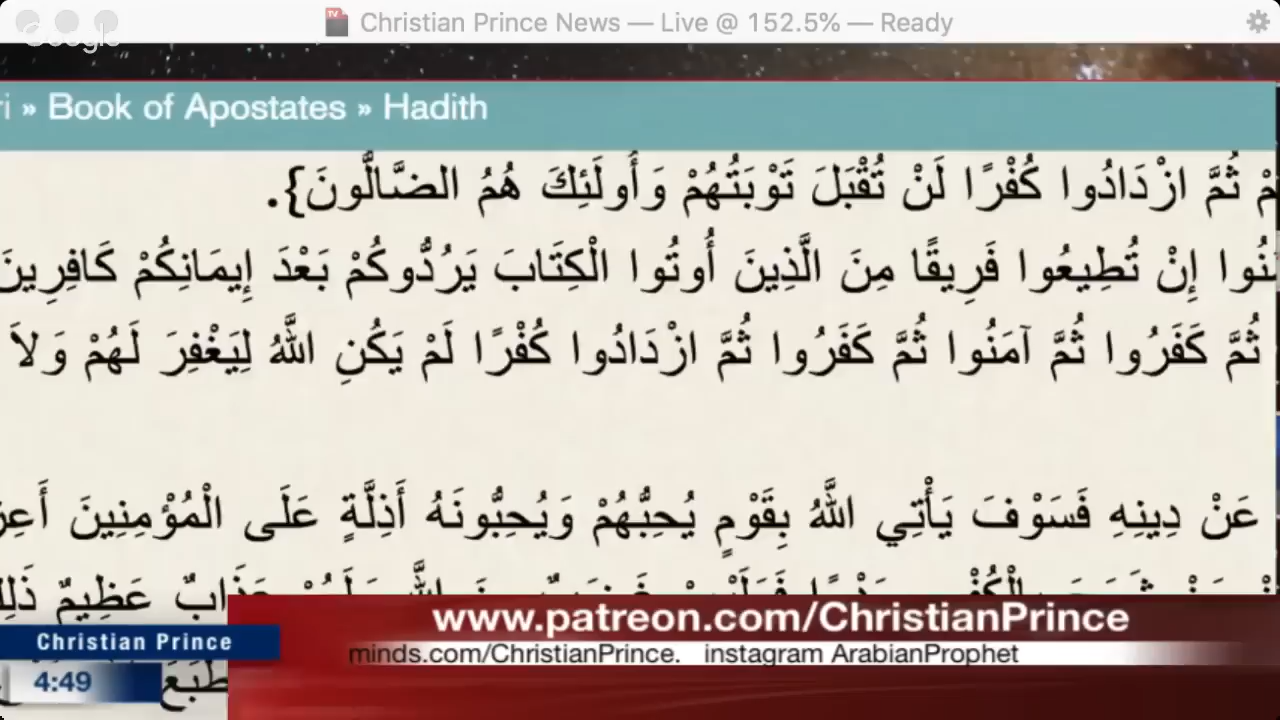 Christian Prince News — Live @ 152.5% — Ready
Google
» Book of Apostates » Hadith
ثُمَّ ازْدَادُوا كُفْرًا لَنْ تُقْبَلَ تَوْبَتُهُمْ وَأُولَئِكَ هُمُ الضَّالُّونَ}.
إِنْ تُطِيعُوا فَرِيقًا مِنَ الَّذِينَ أُوتُوا الْكِتَابَ يَرُدُّوكُمْ بَعْدَ إِيمَانِكُمْ كَافِرِينَ
ثُمَّ كَفَرُوا ثُمَّ آمَنُوا ثُمَّ كَفَرُوا ثُمَّ ازْدَادُوا كُفْرًا لَمْ يَكُنِ اللَّهُ لِيَغْفِرَ لَهُمْ وَلاَ
عَنْ دِينِهِ فَسَوْفَ يَأْتِي اللَّهُ بِقَوْمٍ يُحِبُّهُمْ وَيُحِبُّونَهُ أَذِلَّةٍ عَلَى الْمُؤْمِنِينَ
عَذَابٌ عَظِيمٌ
www.patreon.com/ChristianPrince
Christian Prince
minds.com/ChristianPrince. instagram ArabianProphet
4:49